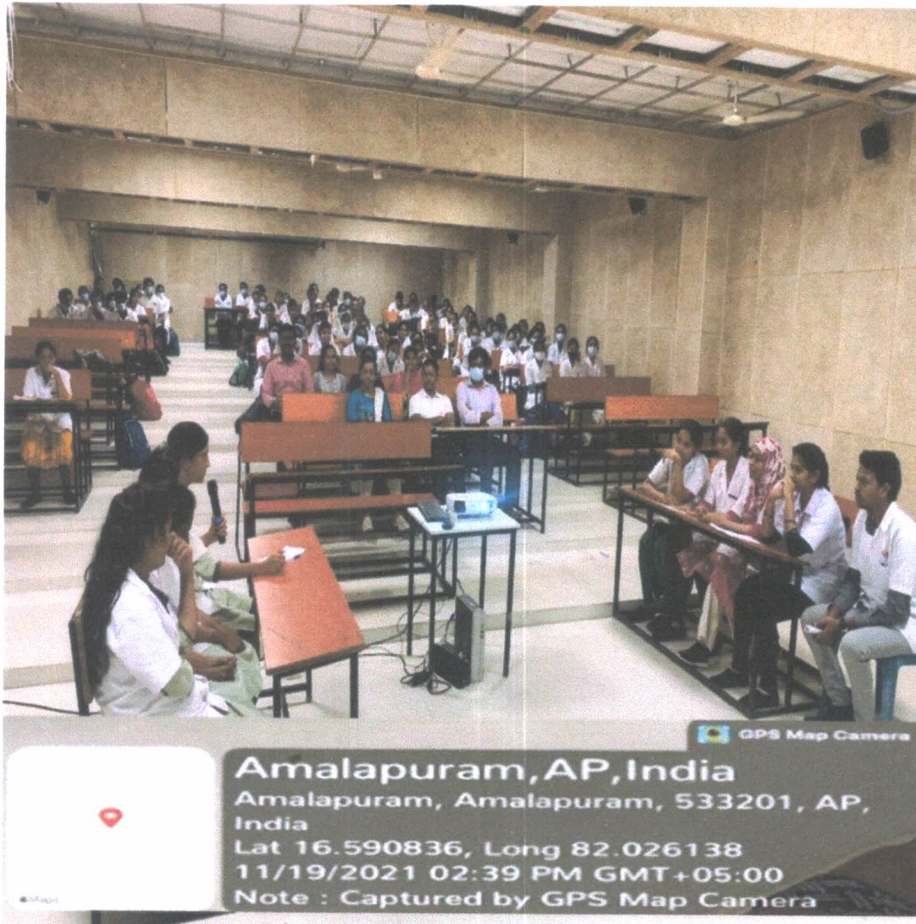 GPS Map Camera
Amalapuram,AP,India
Amalapuram, Amalapuram, 533201, AP,
India
Lat 16.590836, Long 82.026138
11/19/2021 02:39 PM GMT+05:00
Note : Captured by GPS Map Camera